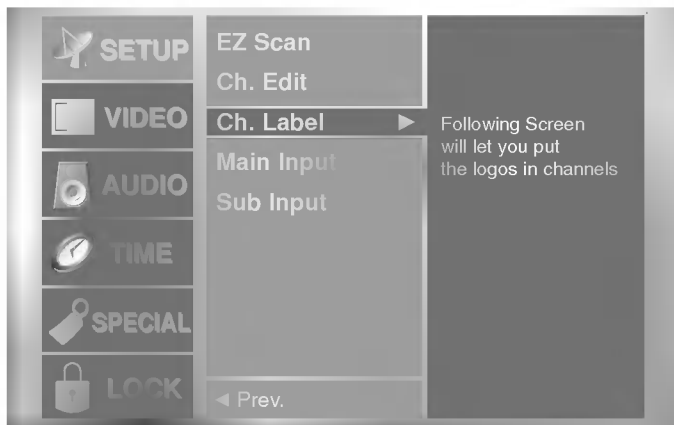 SETUP
VIDEO
AUDIO
TIME
SPECIAL
LOCK
EZ Scan
Ch. Edit
Ch. Label ▶
Main Input
Sub Input
◀ Prev.
Following Screen
will let you put
the logos in channels